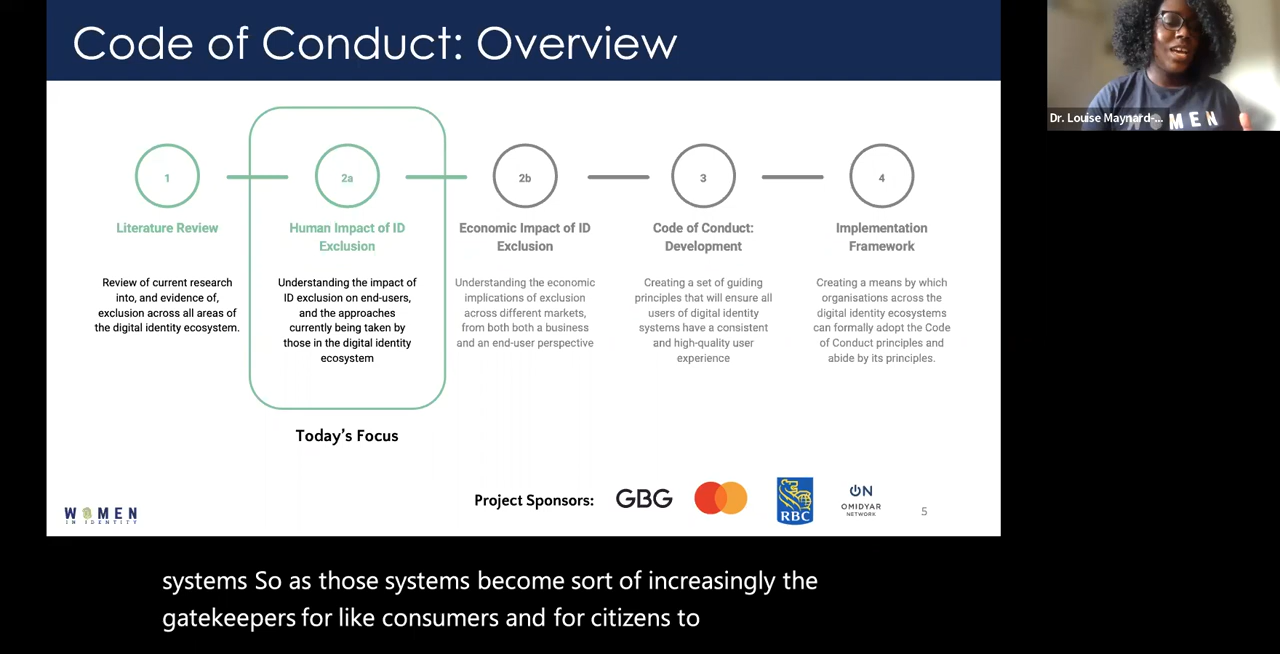 Code of Conduct: Overview
Dr. Louise Maynard-...
WOMEN
1
Literature Review
Review of current research
into, and evidence of,
exclusion across all areas of
the digital identity ecosystem.
2a
Human Impact of ID
Exclusion
Understanding the impact of
ID exclusion on end-users,
and the approaches
currently being taken by
those in the digital identity
ecosystem
2b
Economic Impact of ID
Exclusion
Understanding the economic
implications of exclusion
across different markets,
from both both a business
and an end-user perspective
3
Code of Conduct:
Development
Creating a set of guiding
principles that will ensure all
users of digital identity
systems have a consistent
and high-quality user
experience
4
Implementation
Framework
Creating a means by which
organisations across the
digital identity ecosystems
can formally adopt the Code
of Conduct principles and
abide by its principles.
Today's Focus
Project Sponsors:
GBG
RBC
ON
OMIDYAR
NETWORK
5
WOMEN
IN IDENTITY
systems So as those systems become sort of increasingly the
gatekeepers for like consumers and for citizens to